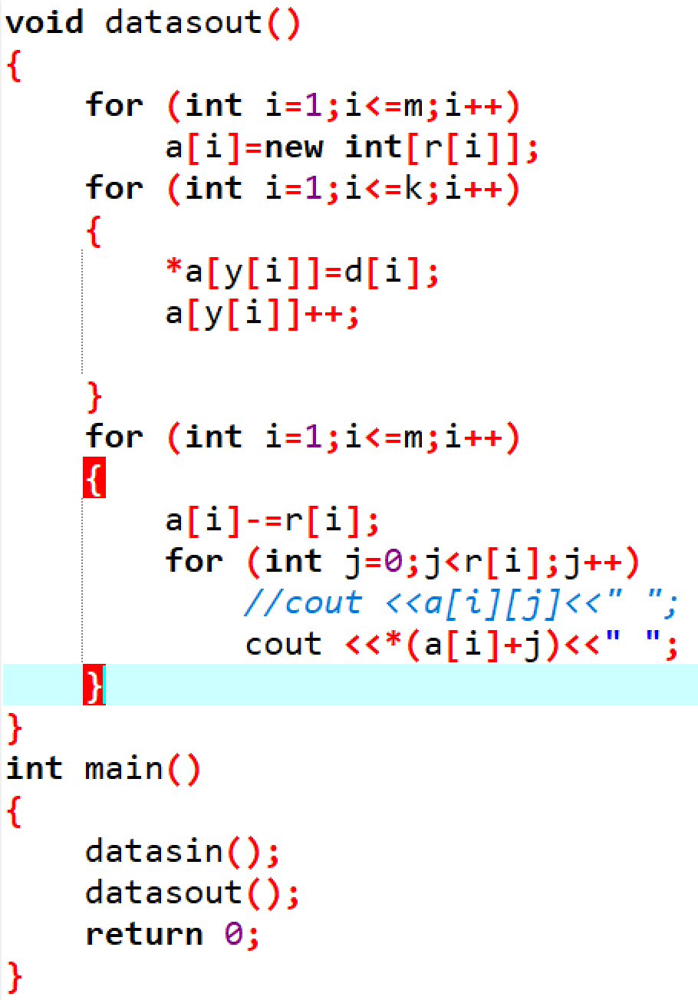 void datasout()
{
    for (int i=1;i<=m;i++)
        a[i]=new int[r[i]];
    for (int i=1;i<=k;i++)
    {
        *a[y[i]]=d[i];
        a[y[i]]++;

    }
    for (int i=1;i<=m;i++)
    {
        a[i]-=r[i];
        for (int j=0;j<r[i];j++)
            //cout <<a[i][j]<<" ";
            cout <<*(a[i]+j)<<" ";
    }
}
int main()
{
    datasin();
    datasout();
    return 0;
}